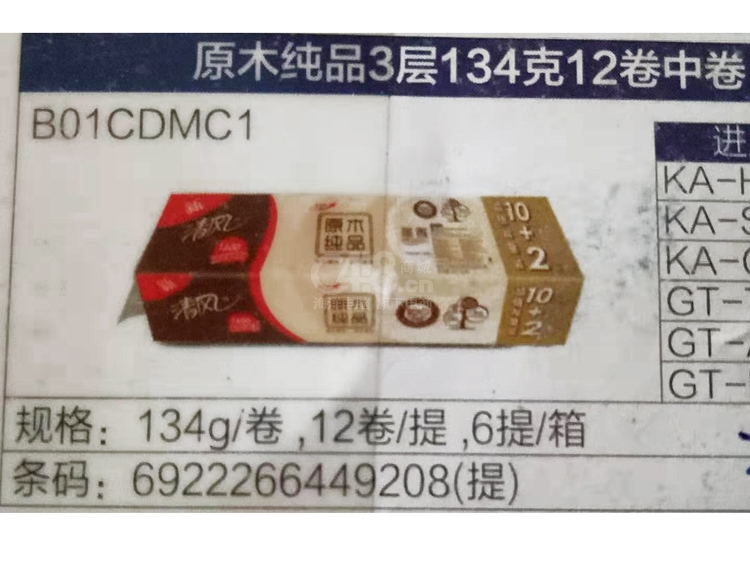 原木纯品3层134克12卷中卷
B01CDMC1
进
KA-H
KA-S
KA-
GT-
GT-
GT-
新
清风
原木
纯品
10
+
2
新
清风
原木
纯品
10
+
2
规格：134g/卷,12卷/提,6提/箱
条码：6922266449208(提)